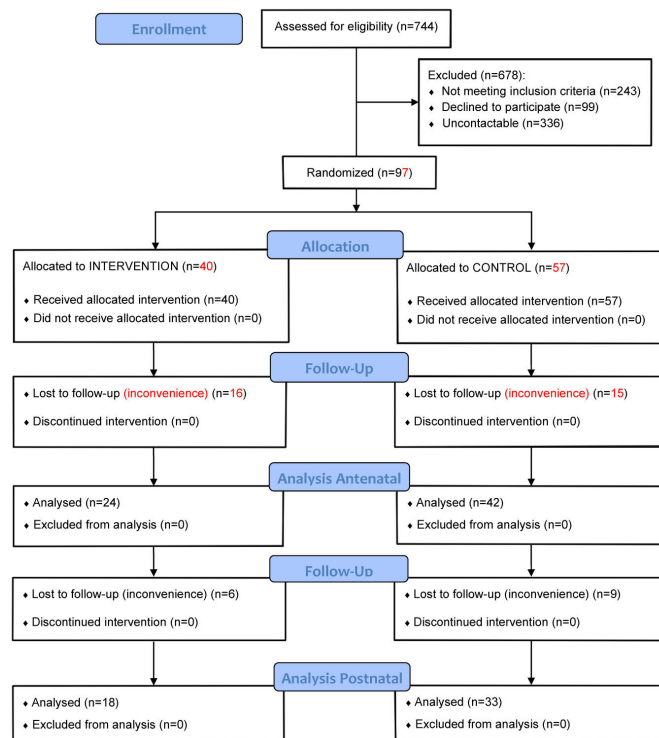 Enrollment
Assessed for eligibility (n=744)
Excluded (n=678):
♦ Not meeting inclusion criteria (n=243)
♦ Declined to participate (n=99)
♦ Uncontactable (n=336)
Randomized (n=97)
Allocation
Allocated to INTERVENTION (n=40)
♦ Received allocated intervention (n=40)
♦ Did not receive allocated intervention (n=0)
Allocated to CONTROL (n=57)
♦ Received allocated intervention (n=57)
♦ Did not receive allocated intervention (n=0)
Follow-Up
♦ Lost to follow-up (inconvenience) (n=16)
♦ Discontinued intervention (n=0)
♦ Lost to follow-up (inconvenience) (n=15)
♦ Discontinued intervention (n=0)
Analysis Antenatal
♦ Analysed (n=24)
♦ Excluded from analysis (n=0)
♦ Analysed (n=42)
♦ Excluded from analysis (n=0)
Follow-Up
♦ Lost to follow-up (inconvenience) (n=6)
♦ Discontinued intervention (n=0)
♦ Lost to follow-up (inconvenience) (n=9)
♦ Discontinued intervention (n=0)
Analysis Postnatal
♦ Analysed (n=18)
♦ Excluded from analysis (n=0)
♦ Analysed (n=33)
♦ Excluded from analysis (n=0)